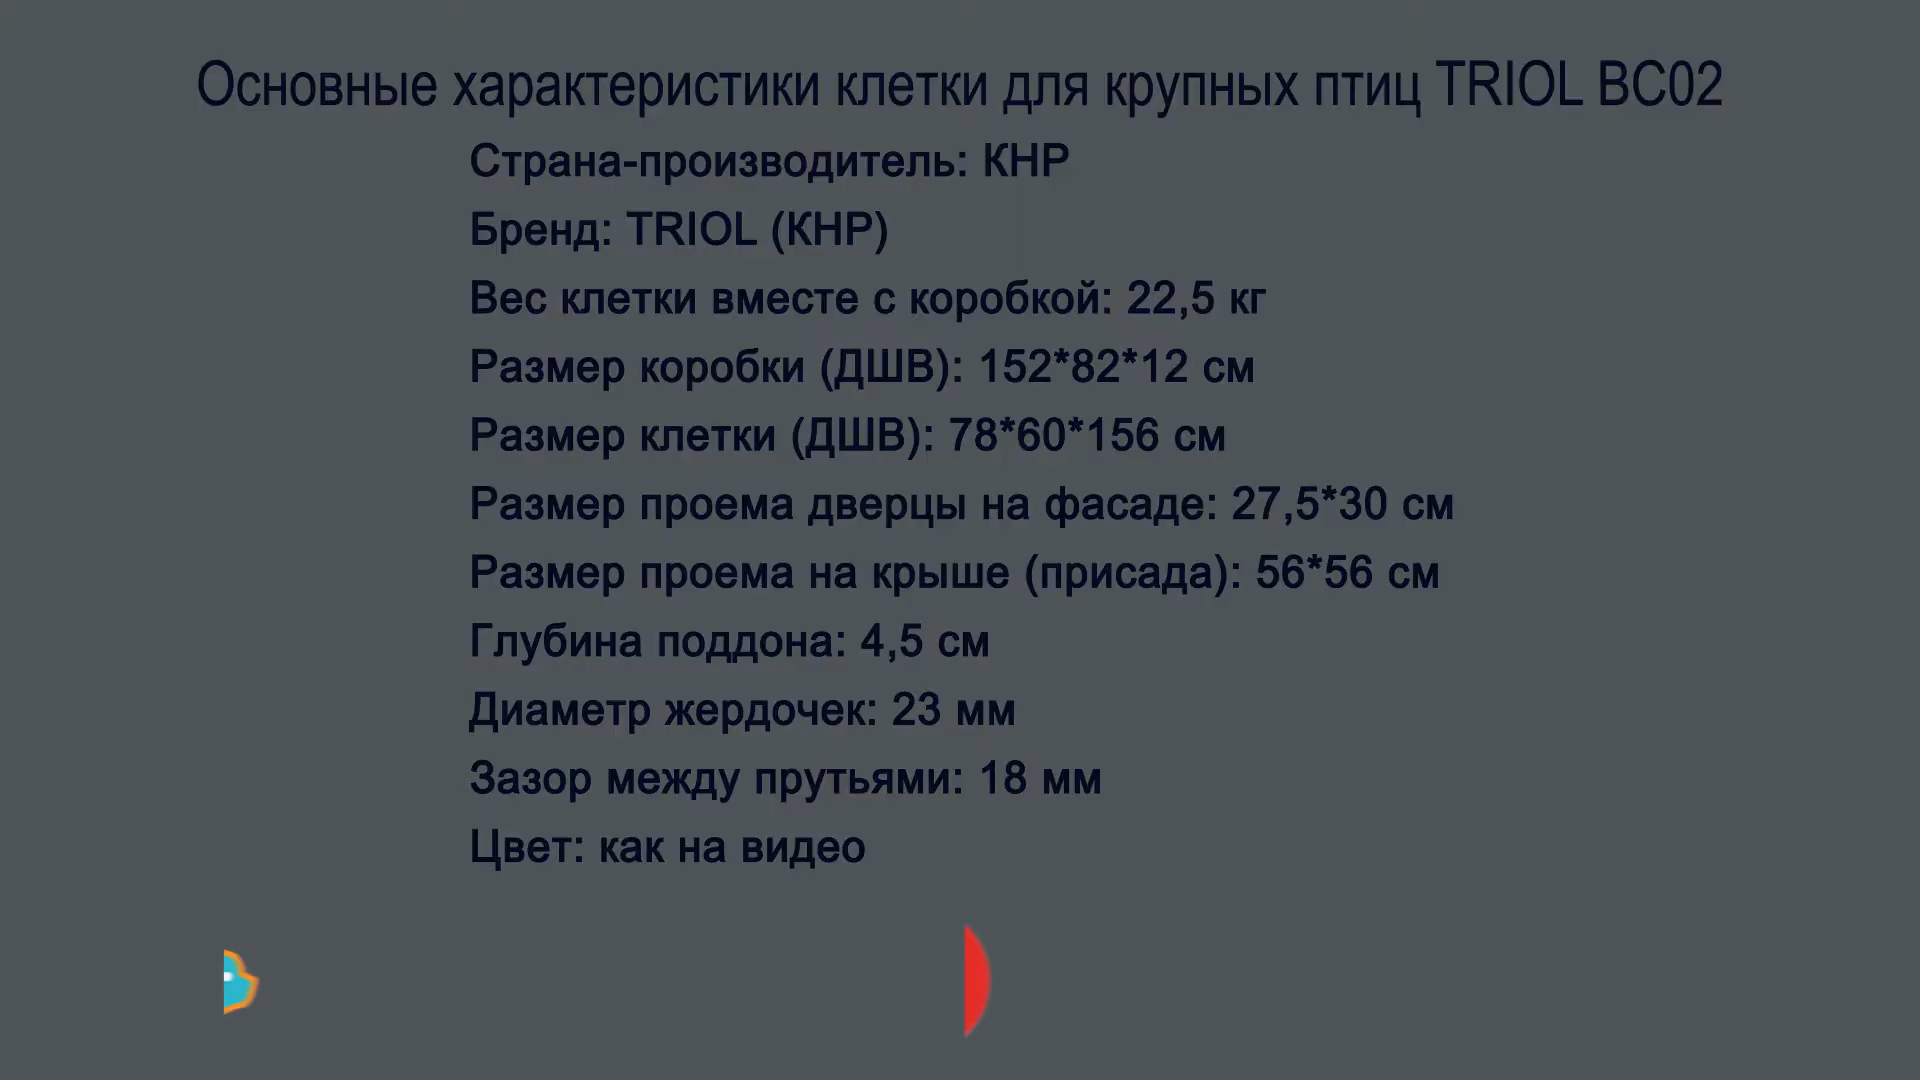 Основные характеристики клетки для крупных птиц TRIOL BC02
Страна-производитель: КНР
Бренд: TRIOL (КНР)
Вес клетки вместе с коробкой: 22,5 кг
Размер коробки (ДШВ): 152*82*12 см
Размер клетки (ДШВ): 78*60*156 см
Размер проема дверцы на фасаде: 27,5*30 см
Размер проема на крыше (присада): 56*56 см
Глубина поддона: 4,5 см
Диаметр жердочек: 23 мм
Зазор между прутьями: 18 мм
Цвет: как на видео